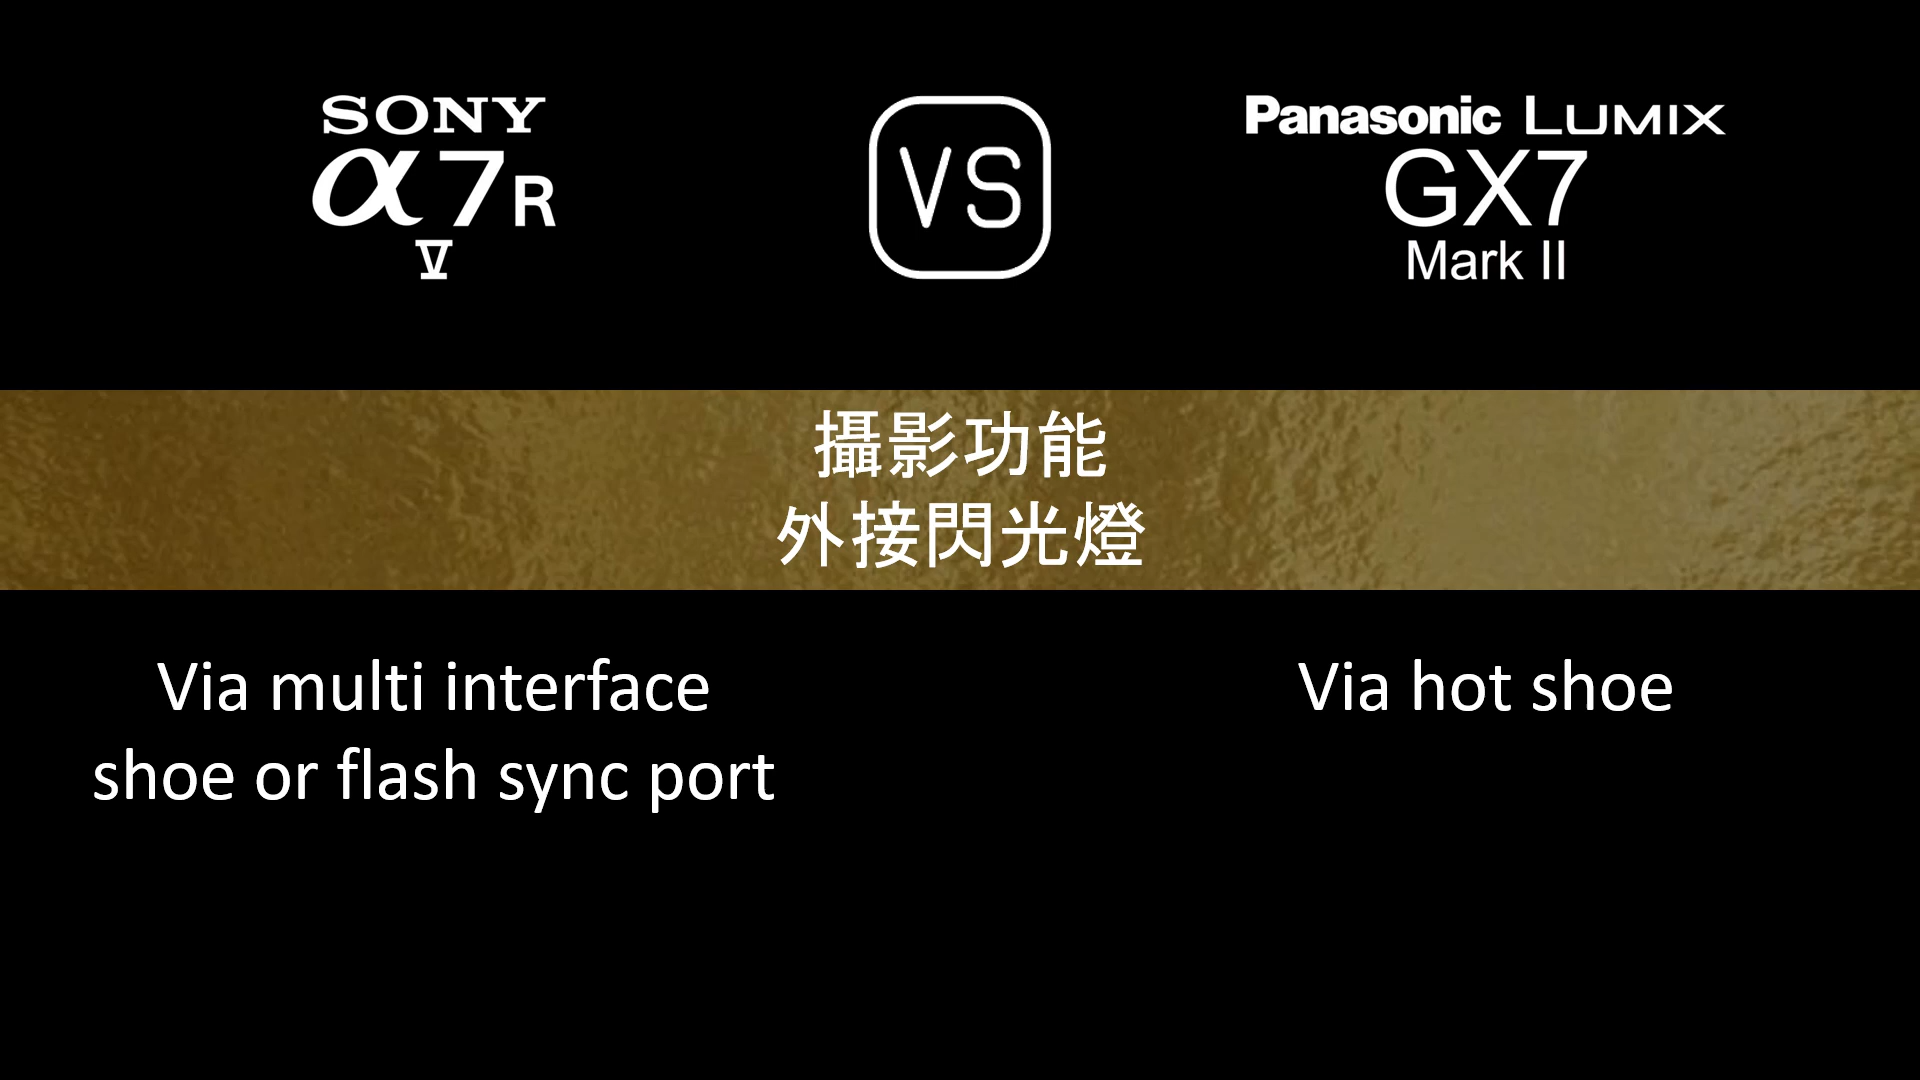 SONY
α7R
V
VS
Panasonic LUMIX
GX7
Mark II
攝影功能
外接閃光燈
Via multi interface
shoe or flash sync port
Via hot shoe